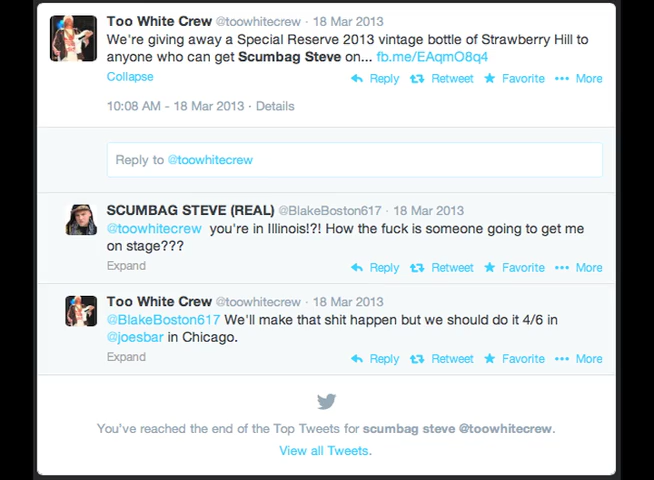 Too White Crew @toowhitecrew · 18 Mar 2013
We're giving away a Special Reserve 2013 vintage bottle of Strawberry Hill to
anyone who can get Scumbag Steve on... fb.me/EAqmO8q4
Collapse Reply Retweet Favorite More
10:08 AM - 18 Mar 2013 · Details
Reply to @toowhitecrew
SCUMBAG STEVE (REAL) @BlakeBoston617 · 18 Mar 2013
@toowhitecrew you're in Illinois!?! How the fuck is someone going to get me
on stage???
Expand Reply Retweet Favorite More
Too White Crew @toowhitecrew · 18 Mar 2013
@BlakeBoston617 We'll make that shit happen but we should do it 4/6 in
@joesbar in Chicago.
Expand Reply Retweet Favorite More
You've reached the end of the Top Tweets for scumbag steve @toowhitecrew.
View all Tweets.